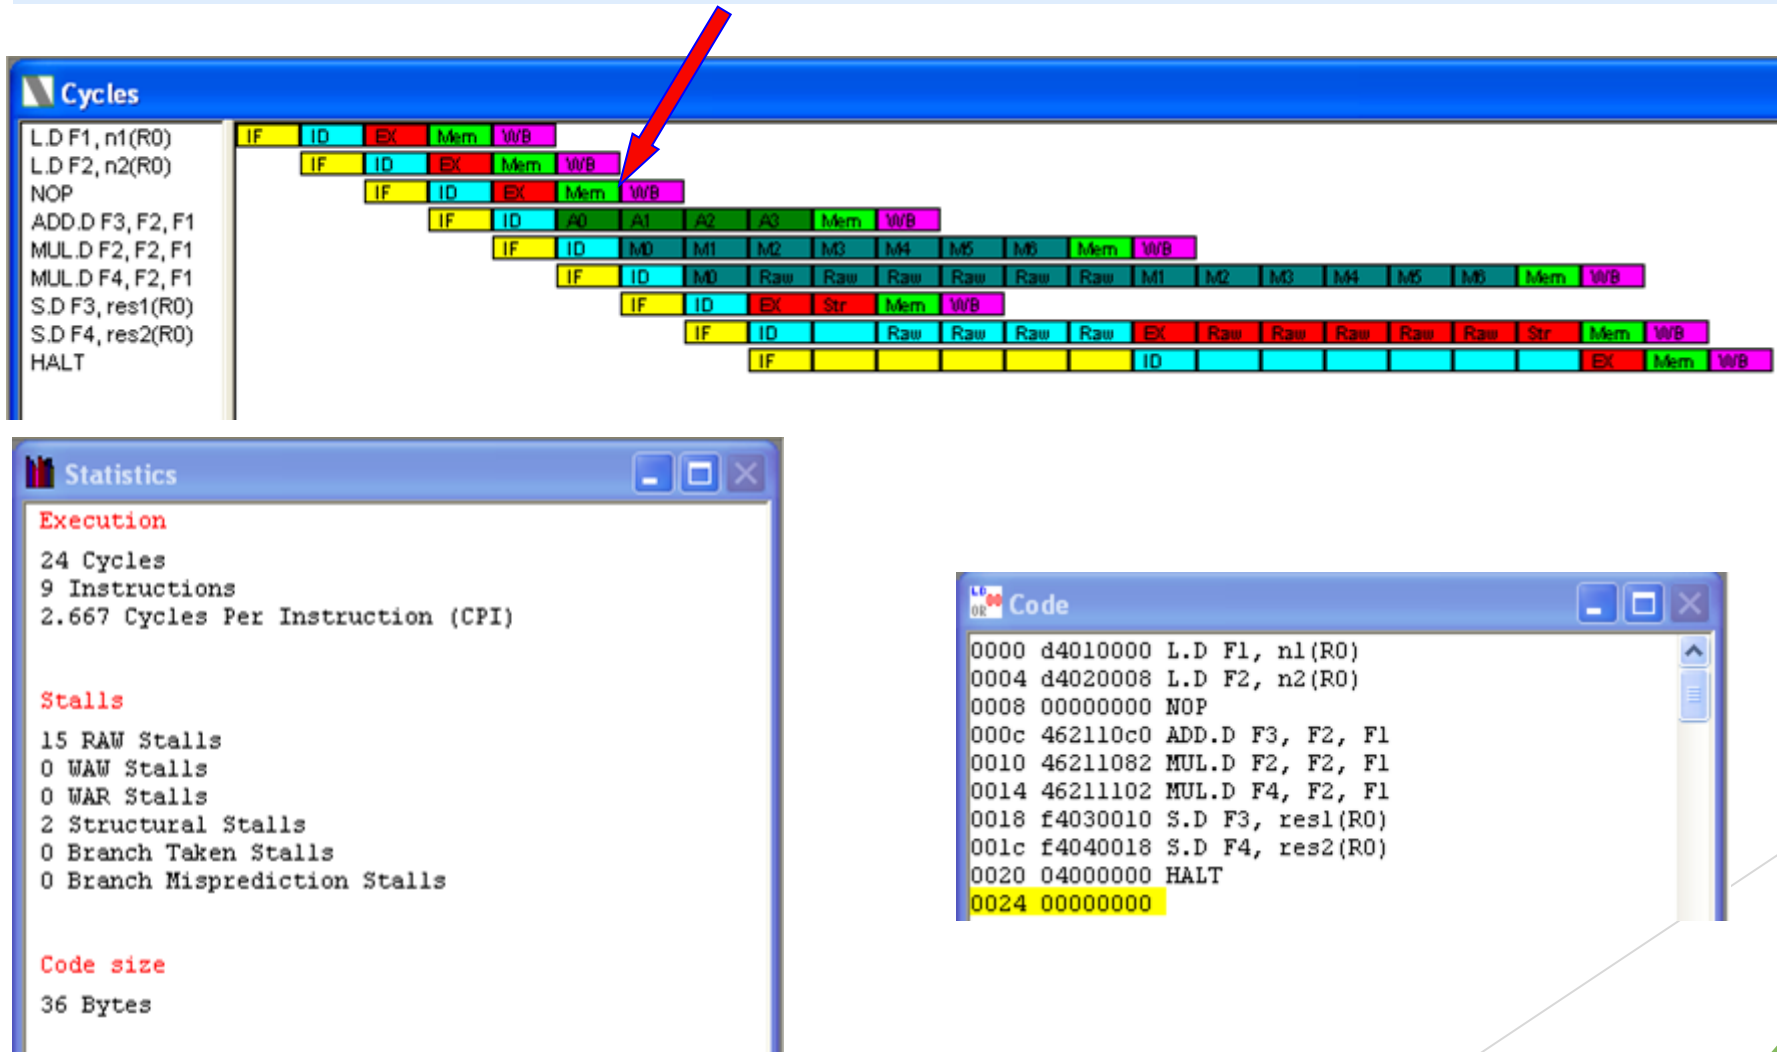 Cycles
L.D F1, n1(R0) IF ID EX Mem WB
L.D F2, n2(R0) IF ID EX Mem WB
NOP IF ID EX Mem WB
ADD.D F3, F2, F1 IF ID A0 A1 A2 A3 Mem WB
MUL.D F2, F2, F1 IF ID M0 M1 M2 M3 M4 M5 M6 Mem WB
MUL.D F4, F2, F1 IF ID M0 Raw Raw Raw Raw Raw Raw M1 M2 M3 M4 M5 M6 Mem WB
S.D F3, res1(R0) IF ID EX Str Mem WB
S.D F4, res2(R0) IF ID Raw Raw Raw Raw EX Raw Raw Raw Raw Raw Str Mem WB
HALT IF ID EX Mem WB
Statistics
Execution
24 Cycles
9 Instructions
2.667 Cycles Per Instruction (CPI)
Stalls
15 RAW Stalls
0 WAW Stalls
0 WAR Stalls
2 Structural Stalls
0 Branch Taken Stalls
0 Branch Misprediction Stalls
Code size
36 Bytes
Code
0000 d4010000 L.D F1, n1(R0)
0004 d4020008 L.D F2, n2(R0)
0008 00000000 NOP
000c 462110c0 ADD.D F3, F2, F1
0010 46211082 MUL.D F2, F2, F1
0014 46211102 MUL.D F4, F2, F1
0018 f4030010 S.D F3, res1(R0)
001c f4040018 S.D F4, res2(R0)
0020 04000000 HALT
0024 00000000